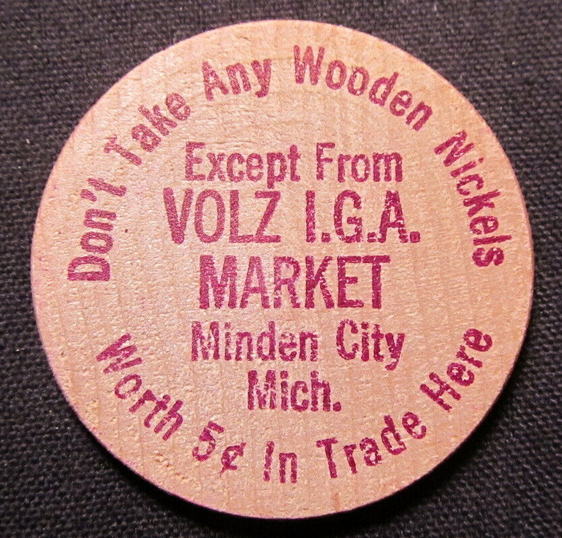 Don't Take Any Wooden Nickels
Except From
VOLZ I.G.A.
MARKET
Minden City
Mich.
Worth 5¢ In Trade Here